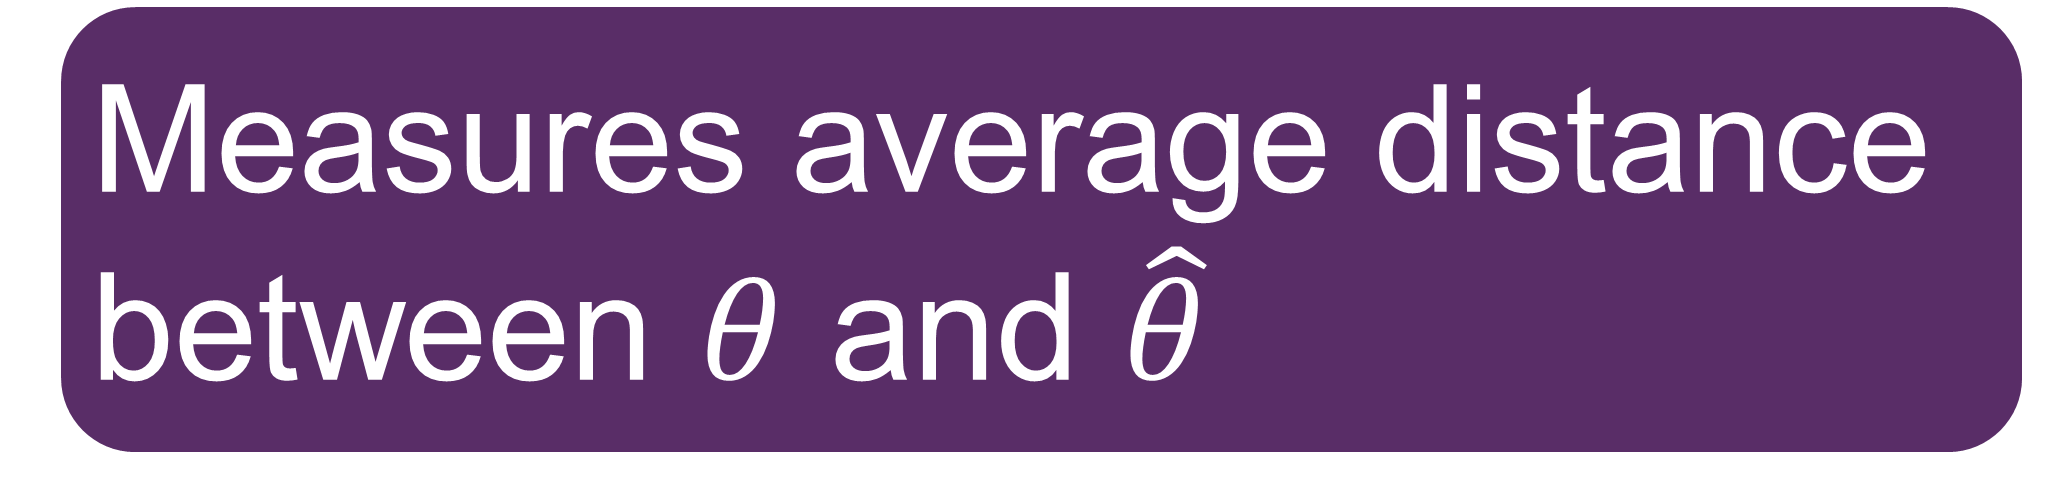 Measures average distance
between θ and θ̂